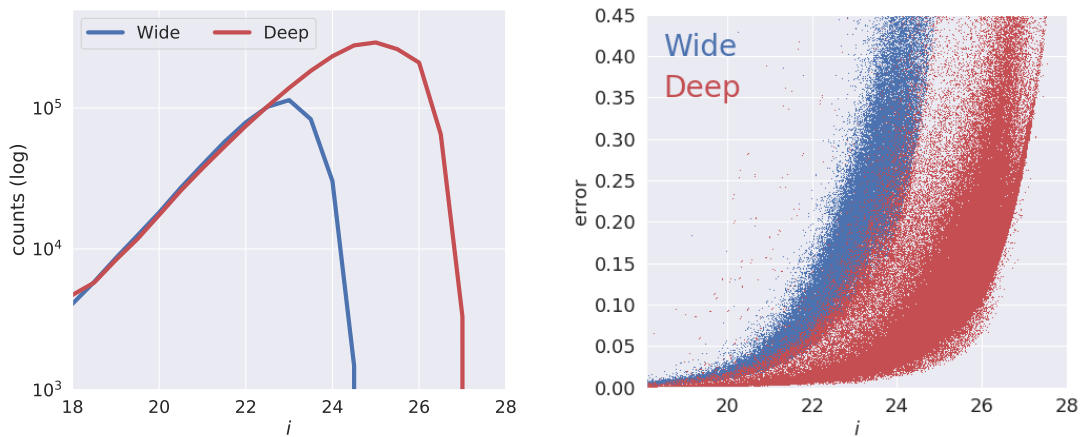 Wide Deep
10^5
10^4
10^3
counts (log)
18 20 22 24 26 28
i
Wide
Deep
0.45
0.40
0.35
0.30
0.25
0.20
0.15
0.10
0.05
0.00
error
20 22 24 26 28
i